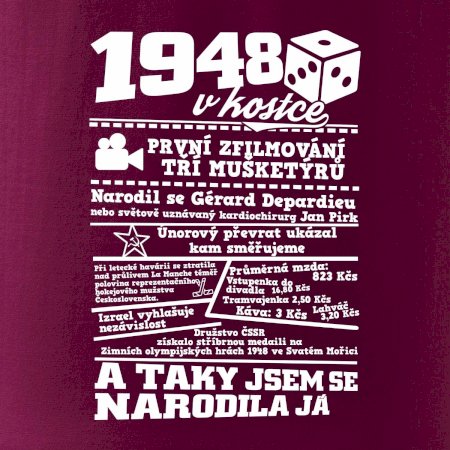 1948
v kostce
PRVNÍ ZFILMOVÁNÍ
TŘÍ MUŠKETÝRŮ
Narodil se Gérard Depardieu
nebo světově uznávaný kardiochirurg Jan Pirk
Únorový převrat ukázal
kam směřujeme
Při letecké havárii se ztratila
nad průlivem La Manche téměř
polovina reprezentačního
hokejového mužstva
Československa.
Průměrná mzda:
823 Kčs
Vstupenka do
divadla 16,80 Kčs
Tramvajenka 2,50 Kčs
Káva: 3 Kčs
Lahváč
3,20 Kčs
Izrael vyhlašuje
nezávislost
Družstvo ČSSR
získalo stříbrnou medaili na
Zimních olympijských hrách 1948 ve Svatém Mořici
A TAKY JSEM SE
NARODILA JÁ